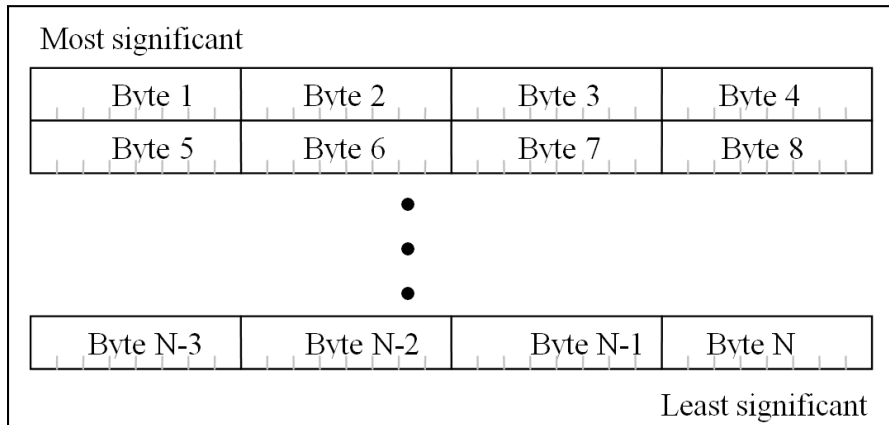 Most significant
Byte 1 Byte 2 Byte 3 Byte 4
Byte 5 Byte 6 Byte 7 Byte 8
Byte N-3 Byte N-2 Byte N-1 Byte N
Least significant